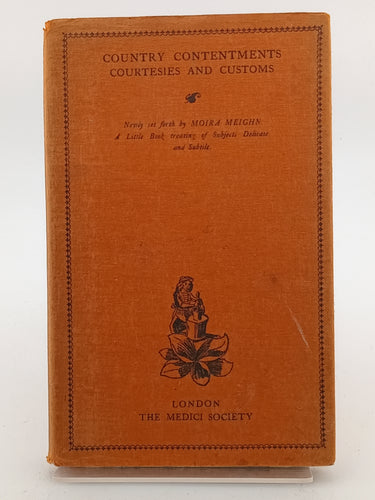 COUNTRY CONTENTMENTS
COURTESIES AND CUSTOMS
Newly set forth by MOIRA MEIGHN:
A Little Book treating of Subjects Delicate
and Subtile.
LONDON
THE MEDICI SOCIETY